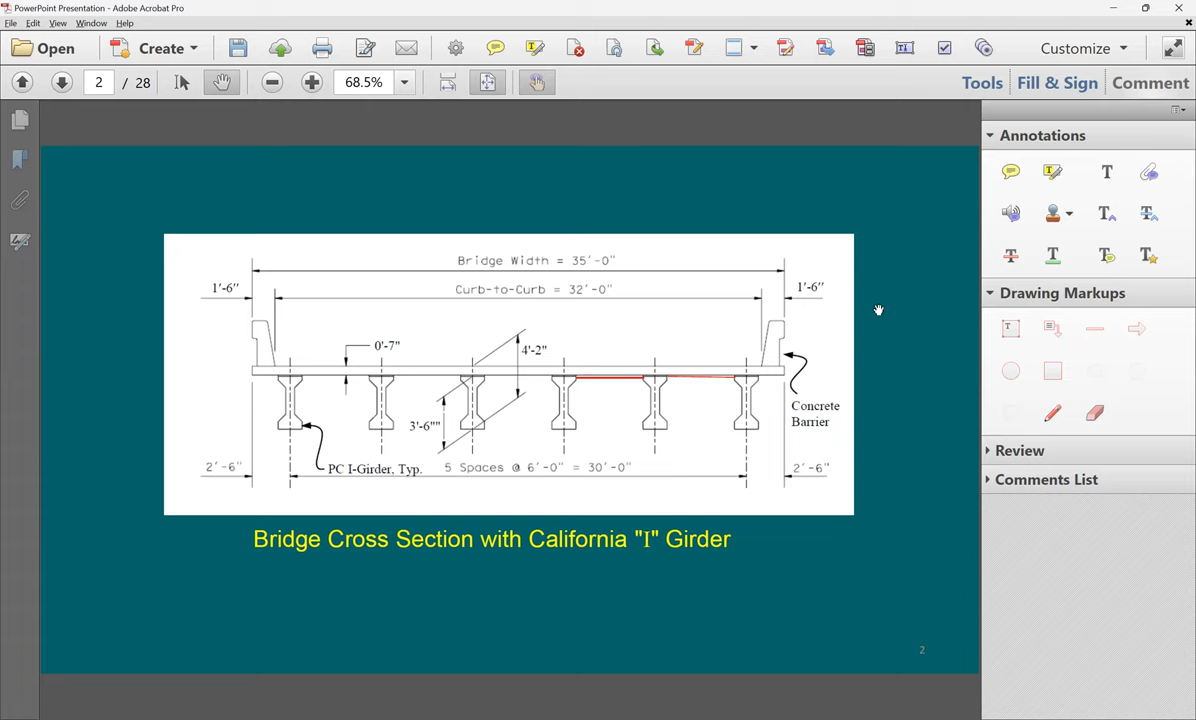 PowerPoint Presentation - Adobe Acrobat Pro
File Edit View Window Help
Open Create Customize
2 / 28 68.5% Tools Fill & Sign Comment
Annotations
Drawing Markups
Review
Comments List
Bridge Width = 35'-0"
1'-6" Curb-to-Curb = 32'-0" 1'-6"
0'-7"
4'-2"
3'-6""
Concrete
Barrier
2'-6" PC I-Girder, Typ. 5 Spaces @ 6'-0" = 30'-0" 2'-6"
Bridge Cross Section with California "I" Girder
2